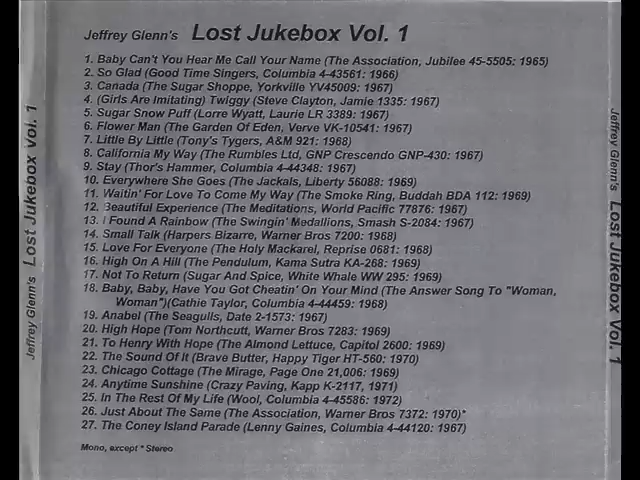 Jeffrey Glenn's Lost Jukebox Vol. 1
1. Baby Can't You Hear Me Call Your Name (The Association, Jubilee 45-5505: 1965)
2. So Glad (Good Time Singers, Columbia 4-43561: 1966)
3. Canada (The Sugar Shoppe, Yorkville YV45009: 1967)
4. (Girls Are Imitating) Twiggy (Steve Clayton, Jamie 1335: 1967)
5. Sugar Snow Puff (Lorre Wyatt, Laurie LR 3389: 1967)
6. Flower Man (The Garden Of Eden, Verve VK-10541: 1967)
7. Little By Little (Tony's Tygers, A&M 921: 1968)
8. California My Way (The Rumbles Ltd, GNP Crescendo GNP-430: 1967)
9. Stay (Thor's Hammer, Columbia 4-44348: 1967)
10. Everywhere She Goes (The Jackals, Liberty 56088: 1969)
11. Waitin' For Love To Come My Way (The Smoke Ring, Buddah BDA 112: 1969)
12. Beautiful Experience (The Meditations, World Pacific 77876: 1967)
13. I Found A Rainbow (The Swingin' Medallions, Smash S-2084: 1967)
14. Small Talk (Harpers Bizarre, Warner Bros 7200: 1968)
15. Love For Everyone (The Holy Mackarel, Reprise 0681: 1968)
16. High On A Hill (The Pendulum, Kama Sutra KA-268: 1969)
17. Not To Return (Sugar And Spice, White Whale WW 295: 1969)
18. Baby, Baby, Have You Got Cheatin' On Your Mind (The Answer Song To "Woman,
Woman")(Cathie Taylor, Columbia 4-44459: 1968)
19. Anabel (The Seagulls, Date 2-1573: 1967)
20. High Hope (Tom Northcutt, Warner Bros 7283: 1969)
21. To Henry With Hope (The Almond Lettuce, Capitol 2600: 1969)
22. The Sound Of It (Brave Butter, Happy Tiger HT-560: 1970)
23. Chicago Cottage (The Mirage, Page One 21,006: 1969)
24. Anytime Sunshine (Crazy Paving, Kapp K-2117, 1971)
25. In The Rest Of My Life (Wool, Columbia 4-45586: 1972)
26. Just About The Same (The Association, Warner Bros 7372: 1970)*
27. The Coney Island Parade (Lenny Gaines, Columbia 4-44120: 1967)
Mono, except * Stereo
Jeffrey Glenn's Lost Jukebox Vol. 1
Jeffrey Glenn's Lost Jukebox Vol. 1